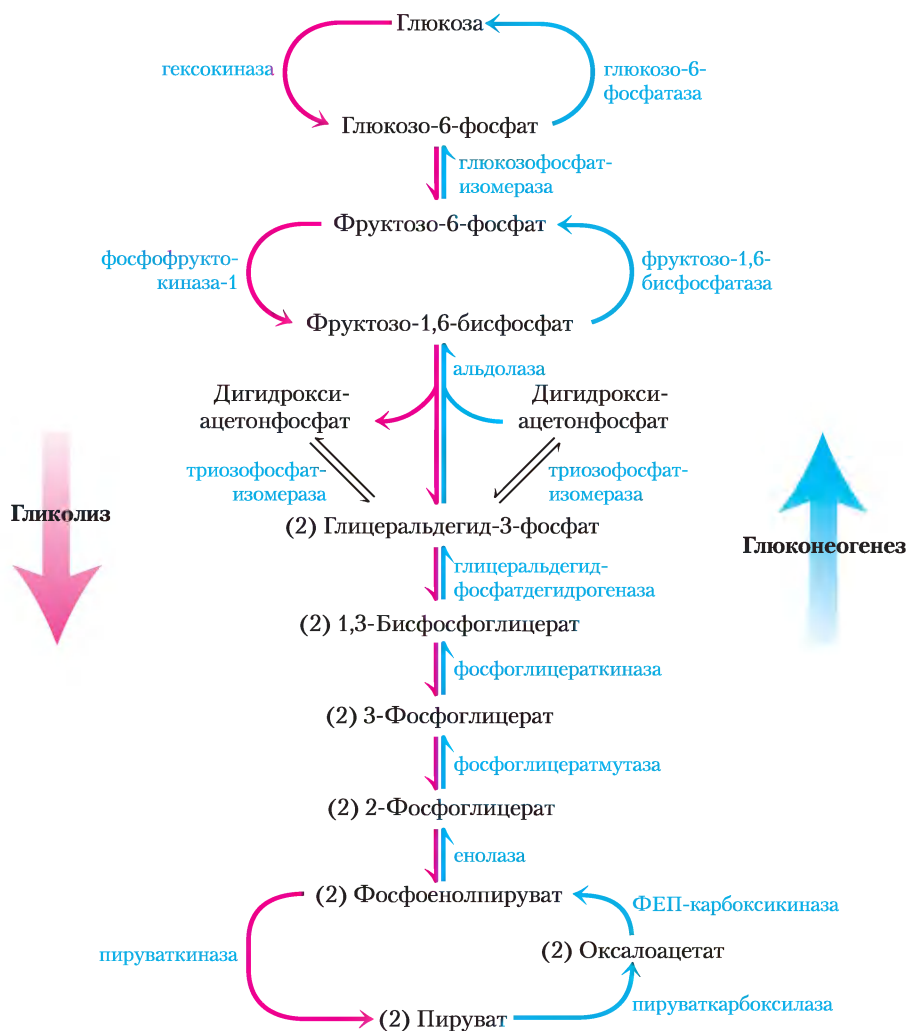 Глюкоза
гексокиназа
глюкозо-6-
фосфатаза
Глюкозо-6-фосфат
глюкозофосфат-
изомераза
Фруктозо-6-фосфат
фосфофрукто-
киназа-1
фруктозо-1,6-
бисфосфатаза
Фруктозо-1,6-бисфосфат
альдолаза
Дигидрокси-
ацетонфосфат
Дигидрокси-
ацетонфосфат
триозофосфат-
изомераза
триозофосфат-
изомераза
Гликолиз
(2) Глицеральдегид-3-фосфат
Глюконеогенез
глицеральдегид-
фосфатдегидрогеназа
(2) 1,3-Бисфосфоглицерат
фосфоглицераткиназа
(2) 3-Фосфоглицерат
фосфоглицератмутаза
(2) 2-Фосфоглицерат
енолаза
(2) Фосфоенолпируват
ФЕП-карбоксикиназа
пируваткиназа
(2) Оксалоацетат
пируваткарбоксилаза
(2) Пируват